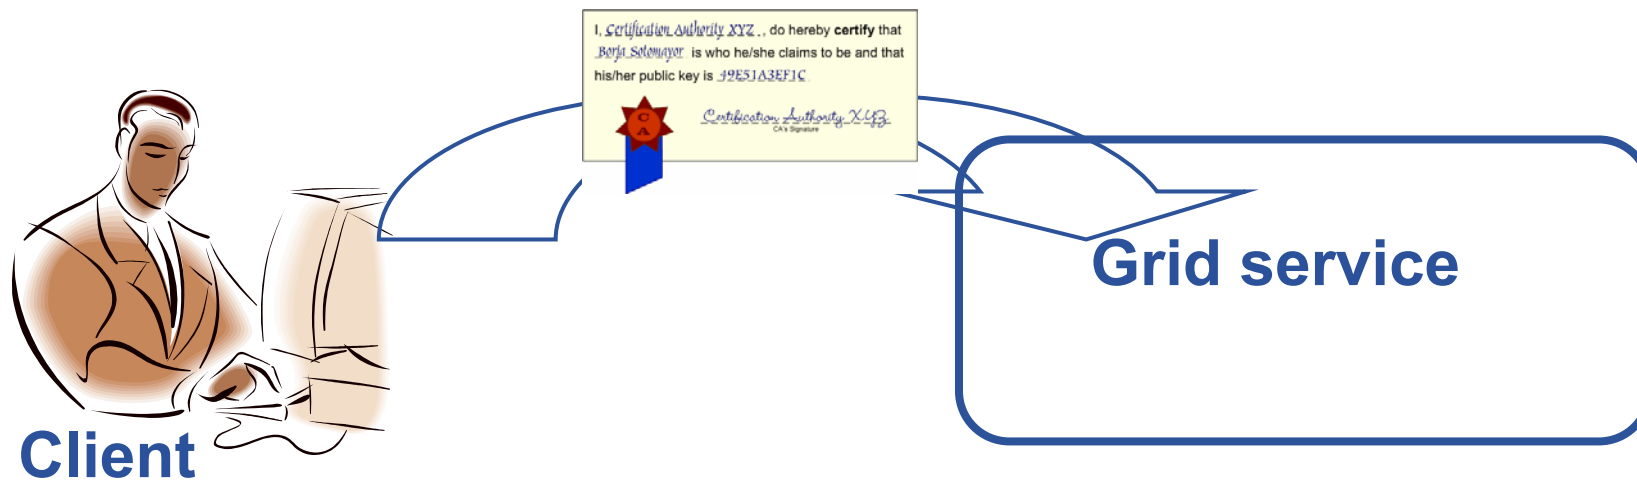 I, Certification Authority XYZ , do hereby certify that
Borja Sotomayor is who he/she claims to be and that
his/her public key is 49E51A3EF1C
C
A
Certification Authority XYZ
CA's Signature
Grid service
Client